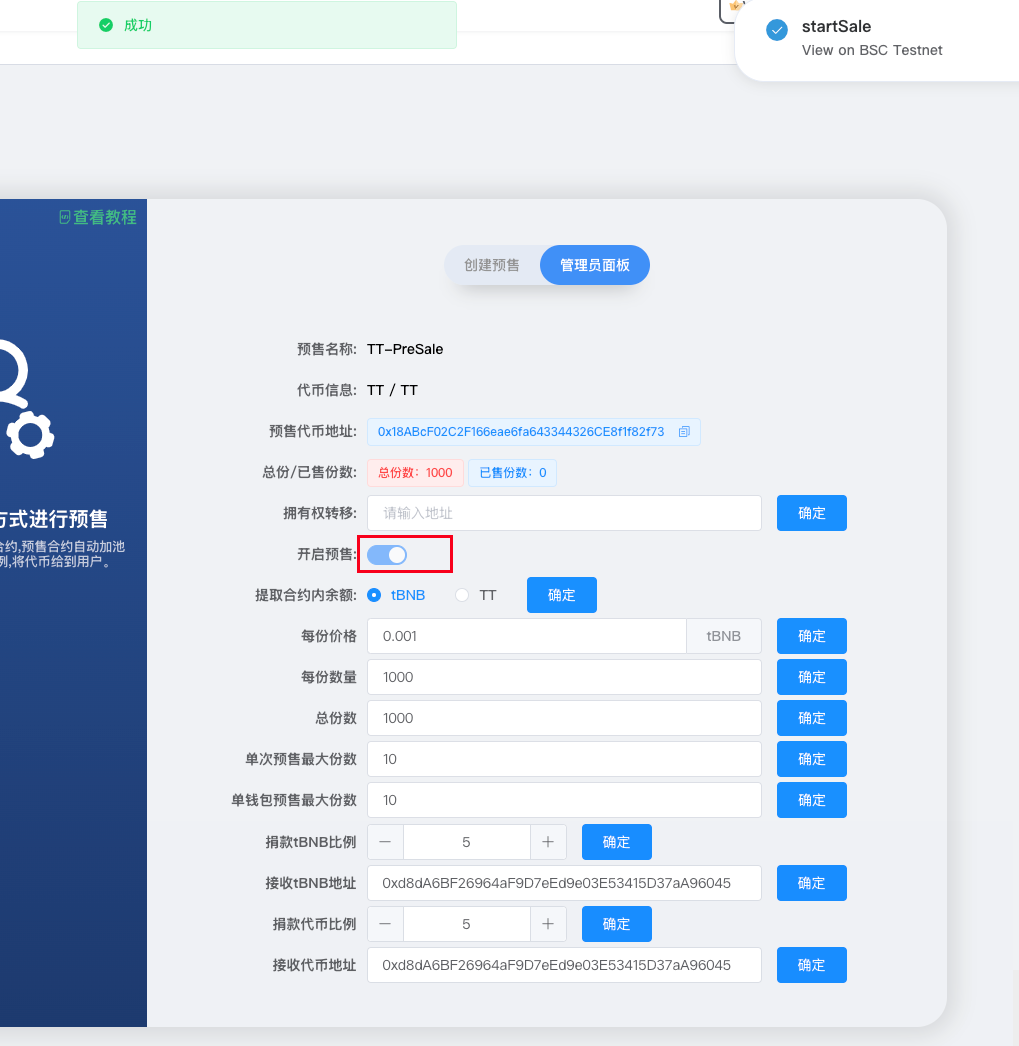 成功
startSale
View on BSC Testnet
查看教程
创建预售
管理员面板
方式进行预售
合约,预售合约自动加池
例,将代币给到用户。
预售名称: TT-PreSale
代币信息: TT / TT
预售代币地址: 0x18ABcF02C2F166eae6fa643344326CE8f1f82f73
总份/已售份数: 总份数：1000 已售份数：0
拥有权转移: 请输入地址 确定
开启预售:
提取合约内余额: tBNB TT 确定
每份价格 0.001 tBNB 确定
每份数量 1000 确定
总份数 1000 确定
单次预售最大份数 10 确定
单钱包预售最大份数 10 确定
捐款tBNB比例 — 5 + 确定
接收tBNB地址 0xd8dA6BF26964aF9D7eEd9e03E53415D37aA96045 确定
捐款代币比例 — 5 + 确定
接收代币地址 0xd8dA6BF26964aF9D7eEd9e03E53415D37aA96045 确定